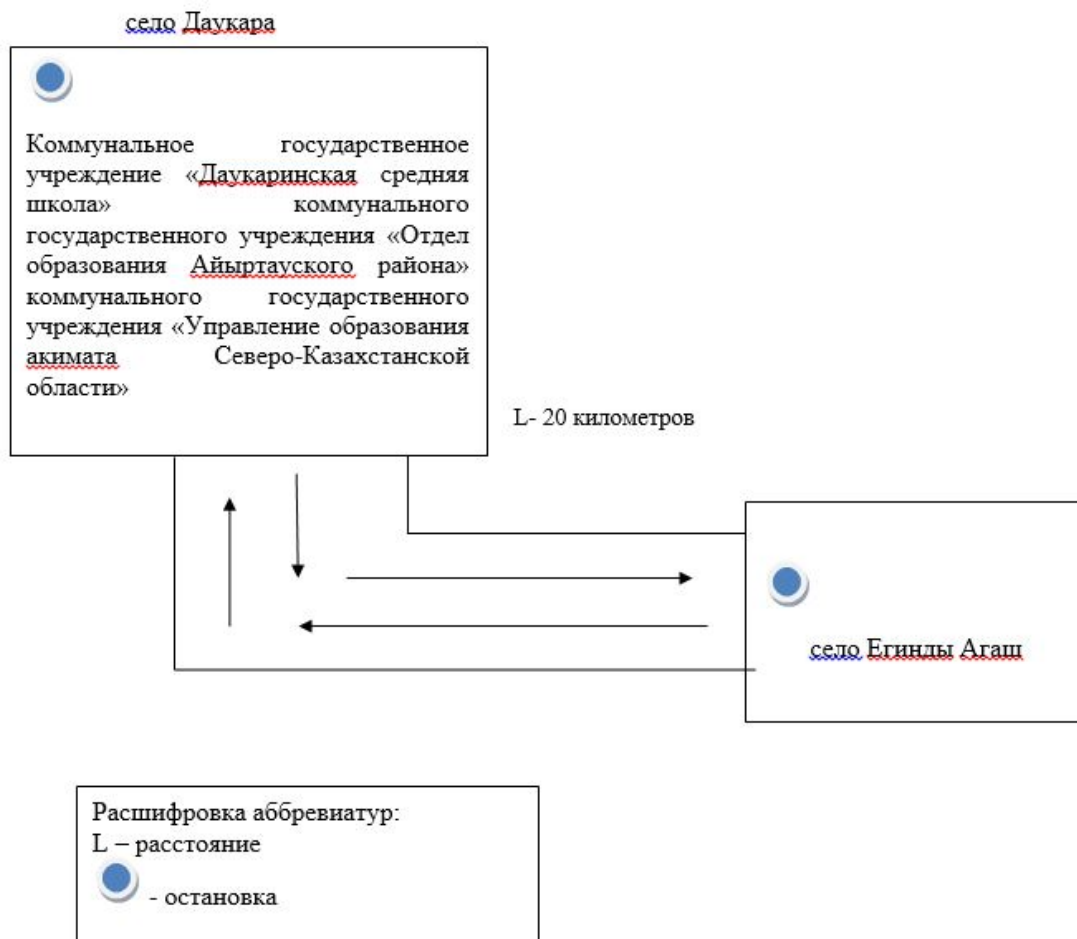 село Даукара
Коммунальное государственное
учреждение «Даукаринская средняя
школа» коммунального
государственного учреждения «Отдел
образования Айыртауского района»
коммунального государственного
учреждения «Управление образования
акимата Северо-Казахстанской
области»
L- 20 километров
село Егинды Агаш
Расшифровка аббревиатур:
L – расстояние
- остановка